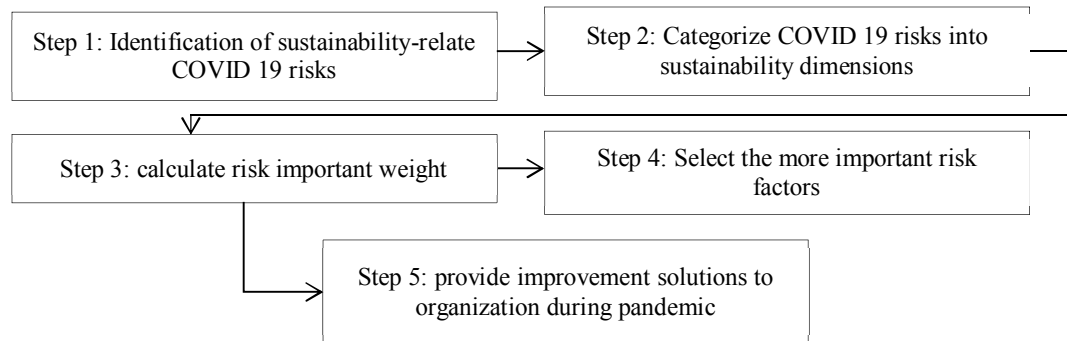 Step 1: Identification of sustainability-relate
COVID 19 risks
Step 2: Categorize COVID 19 risks into
sustainability dimensions
Step 3: calculate risk important weight
Step 4: Select the more important risk
factors
Step 5: provide improvement solutions to
organization during pandemic